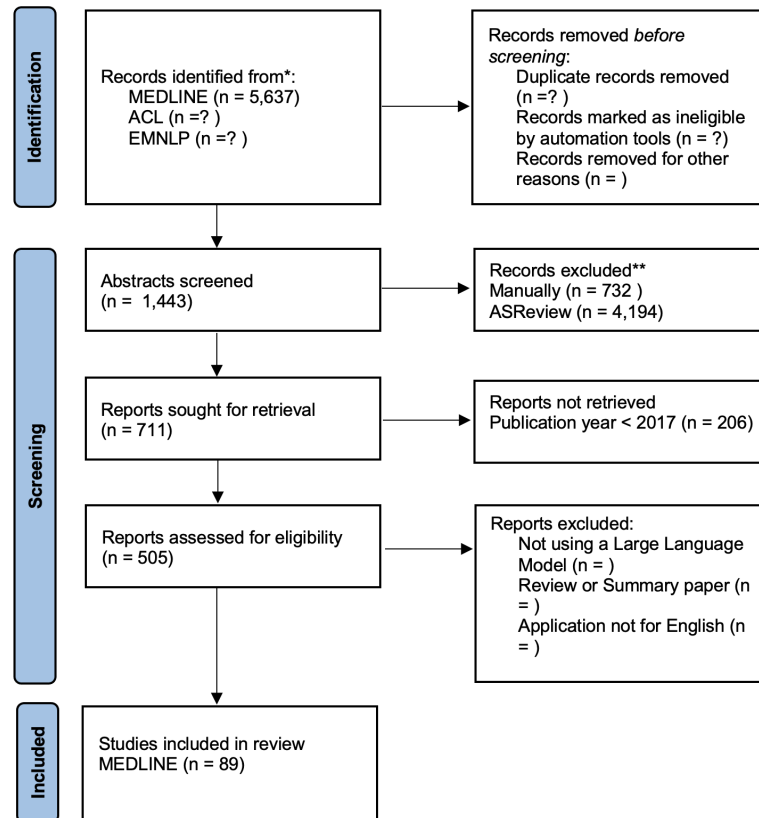 Identification
Records identified from*:
MEDLINE (n = 5,637)
ACL (n =? )
EMNLP (n =? )
Records removed before
screening:
Duplicate records removed
(n =? )
Records marked as ineligible
by automation tools (n = ?)
Records removed for other
reasons (n = )
Screening
Abstracts screened
(n = 1,443)
Records excluded**
Manually (n = 732 )
ASReview (n = 4,194)
Reports sought for retrieval
(n = 711)
Reports not retrieved
Publication year < 2017 (n = 206)
Reports assessed for eligibility
(n = 505)
Reports excluded:
Not using a Large Language
Model (n = )
Review or Summary paper (n
= )
Application not for English (n
= )
Included
Studies included in review
MEDLINE (n = 89)